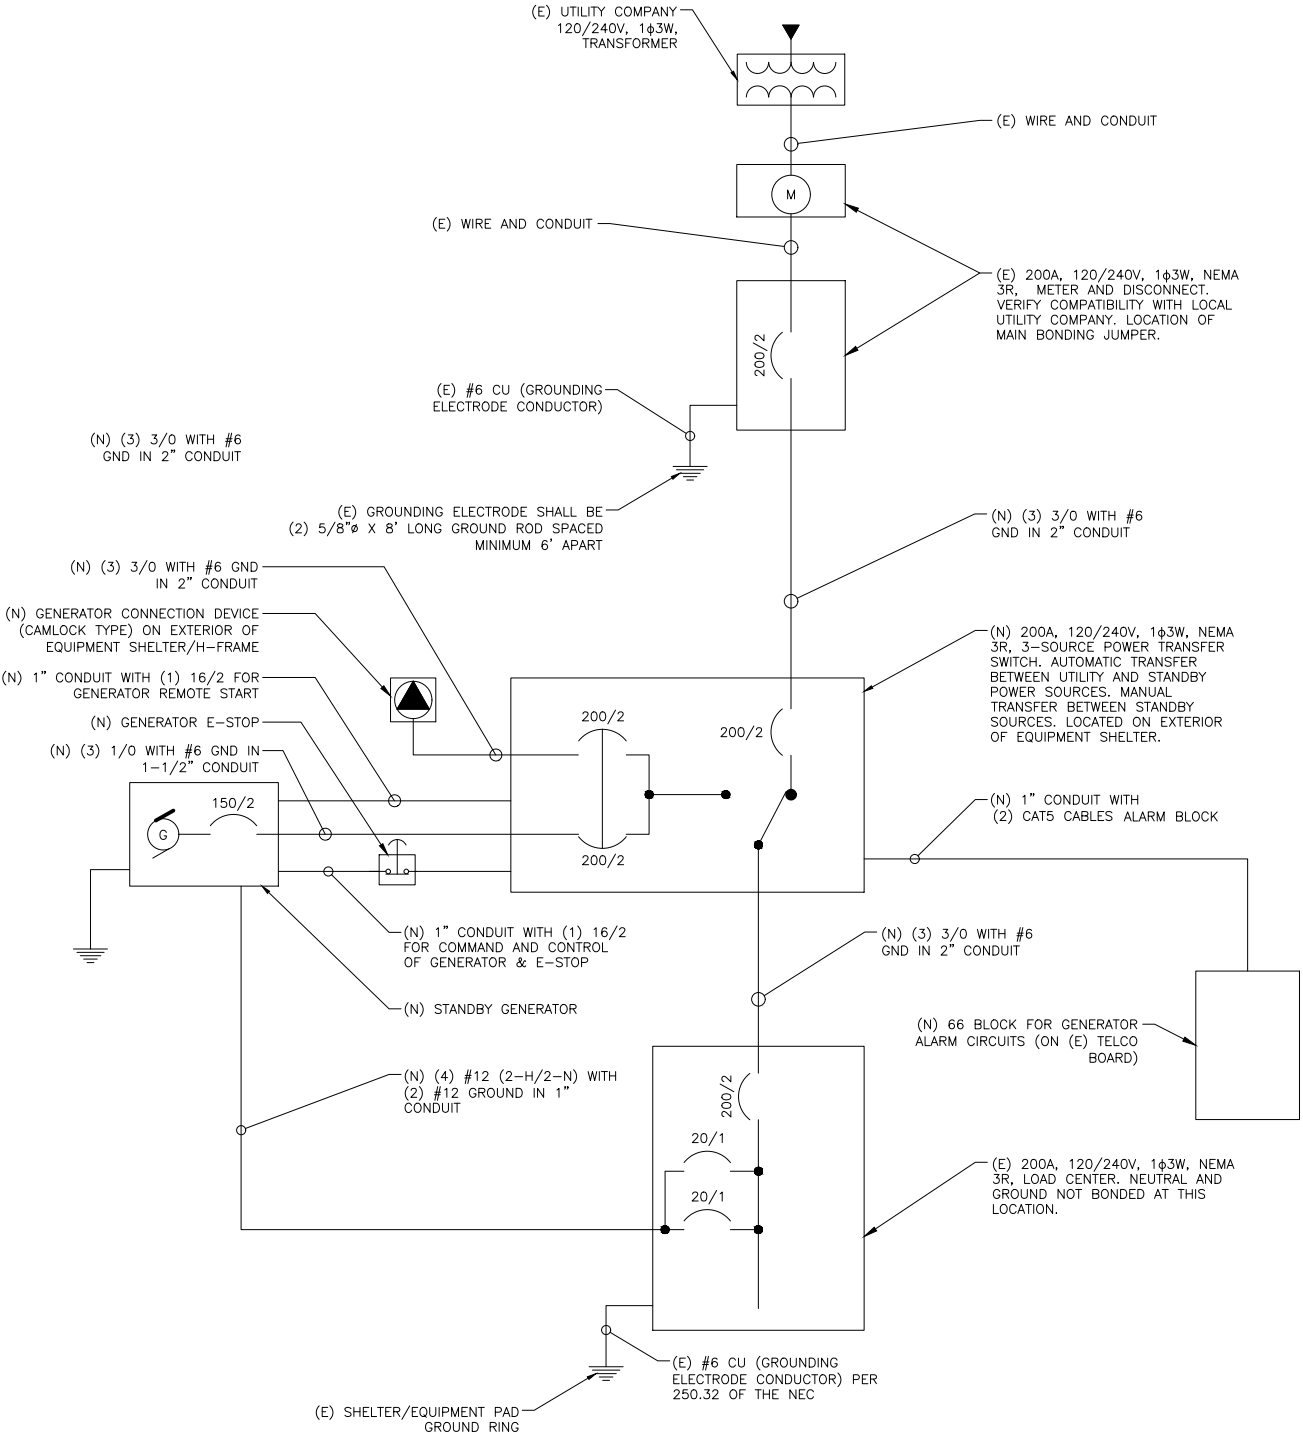 (E) UTILITY COMPANY
120/240V, 1ϕ3W,
TRANSFORMER
(E) WIRE AND CONDUIT
M
(E) WIRE AND CONDUIT
(E) 200A, 120/240V, 1ϕ3W, NEMA
3R, METER AND DISCONNECT.
VERIFY COMPATIBILITY WITH LOCAL
UTILITY COMPANY. LOCATION OF
MAIN BONDING JUMPER.
200/2
(E) #6 CU (GROUNDING
ELECTRODE CONDUCTOR)
(N) (3) 3/0 WITH #6
GND IN 2" CONDUIT
(E) GROUNDING ELECTRODE SHALL BE
(2) 5/8"ø X 8' LONG GROUND ROD SPACED
MINIMUM 6' APART
(N) (3) 3/0 WITH #6
GND IN 2" CONDUIT
(N) (3) 3/0 WITH #6 GND
IN 2" CONDUIT
(N) GENERATOR CONNECTION DEVICE
(CAMLOCK TYPE) ON EXTERIOR OF
EQUIPMENT SHELTER/H-FRAME
(N) 1" CONDUIT WITH (1) 16/2 FOR
GENERATOR REMOTE START
(N) GENERATOR E-STOP
(N) (3) 1/0 WITH #6 GND IN
1-1/2" CONDUIT
(N) 200A, 120/240V, 1ϕ3W, NEMA
3R, 3-SOURCE POWER TRANSFER
SWITCH. AUTOMATIC TRANSFER
BETWEEN UTILITY AND STANDBY
POWER SOURCES. MANUAL
TRANSFER BETWEEN STANDBY
SOURCES. LOCATED ON EXTERIOR
OF EQUIPMENT SHELTER.
200/2
200/2
150/2
G
200/2
(N) 1" CONDUIT WITH
(2) CAT5 CABLES ALARM BLOCK
(N) 1" CONDUIT WITH (1) 16/2
FOR COMMAND AND CONTROL
OF GENERATOR & E-STOP
(N) (3) 3/0 WITH #6
GND IN 2" CONDUIT
(N) STANDBY GENERATOR
(N) 66 BLOCK FOR GENERATOR
ALARM CIRCUITS (ON (E) TELCO
BOARD)
(N) (4) #12 (2-H/2-N) WITH
(2) #12 GROUND IN 1"
CONDUIT
200/2
20/1
20/1
(E) 200A, 120/240V, 1ϕ3W, NEMA
3R, LOAD CENTER. NEUTRAL AND
GROUND NOT BONDED AT THIS
LOCATION.
(E) #6 CU (GROUNDING
ELECTRODE CONDUCTOR) PER
250.32 OF THE NEC
(E) SHELTER/EQUIPMENT PAD
GROUND RING